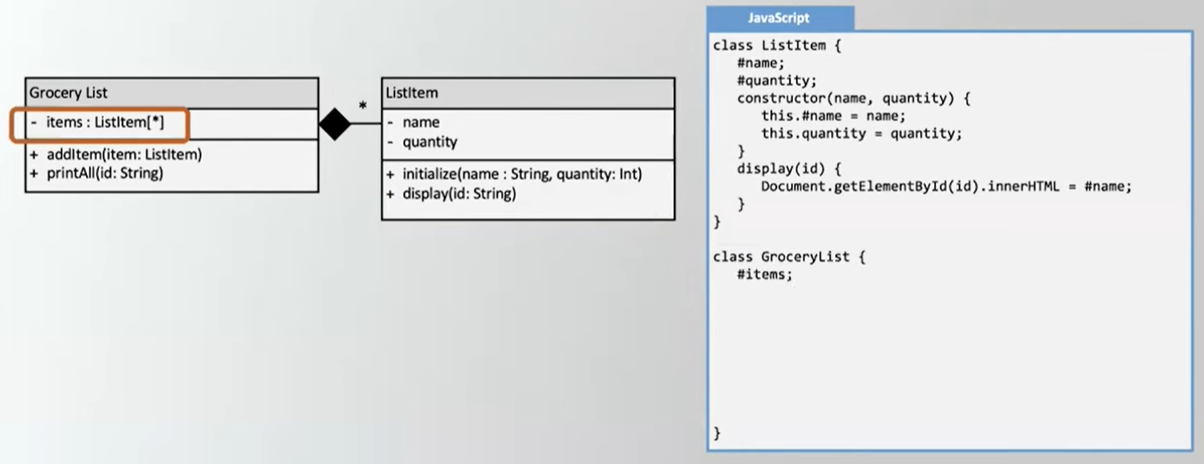 Grocery List
- items : ListItem[*]
+ addItem(item: ListItem)
+ printAll(id: String)
*
ListItem
- name
- quantity
+ initialize(name : String, quantity: Int)
+ display(id: String)
JavaScript
class ListItem {
#name;
#quantity;
constructor(name, quantity) {
this.#name = name;
this.quantity = quantity;
}
display(id) {
Document.getElementById(id).innerHTML = #name;
}
}
class GroceryList {
#items;
}